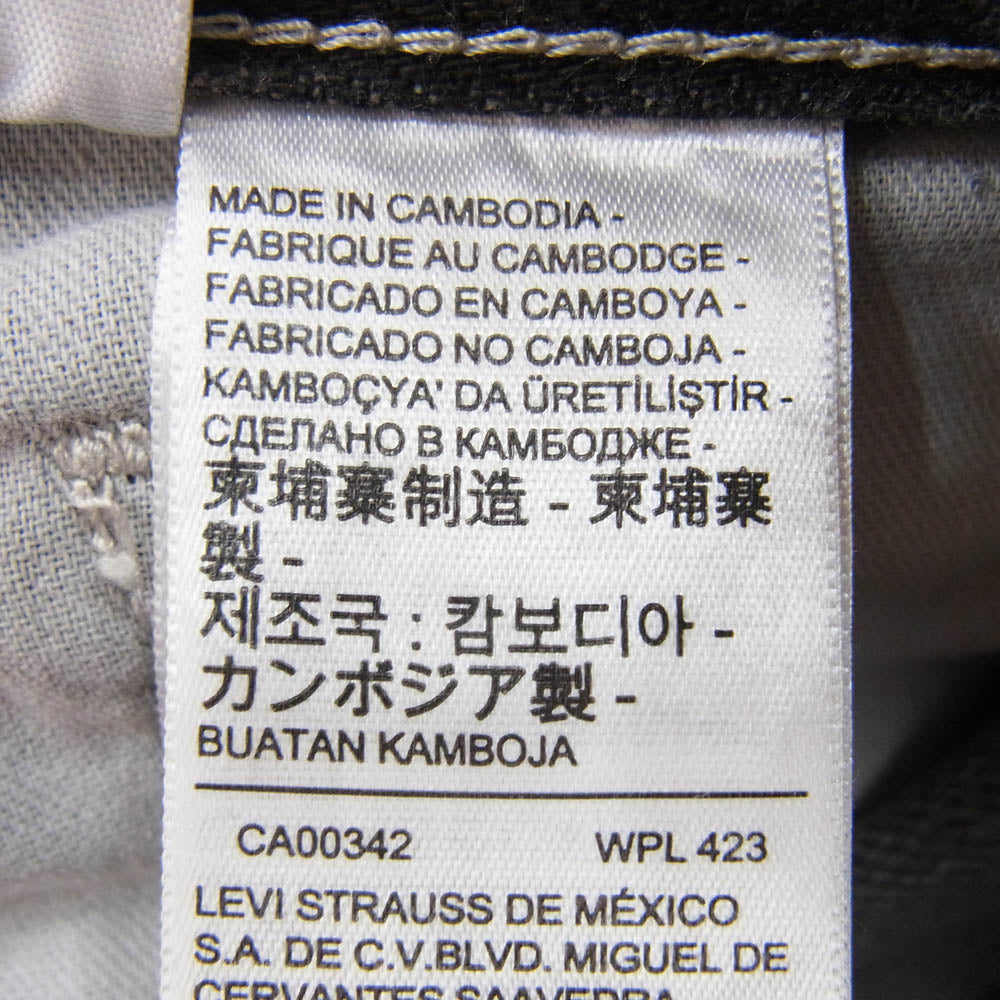 MADE IN CAMBODIA -
FABRIQUE AU CAMBODGE -
FABRICADO EN CAMBOYA -
FABRICADO NO CAMBOJA -
KAMBOÇYA' DA ÜRETİLİŞTİR -
СДЕЛАНО В КАМБОДЖЕ -
柬埔寨制造 - 柬埔寨
製 -
제조국 : 캄보디아 -
カンボジア製 -
BUATAN KAMBOJA
CA00342 WPL 423
LEVI STRAUSS DE MÉXICO
S.A. DE C.V.BLVD. MIGUEL DE
CERVANTES SAAVEDRA